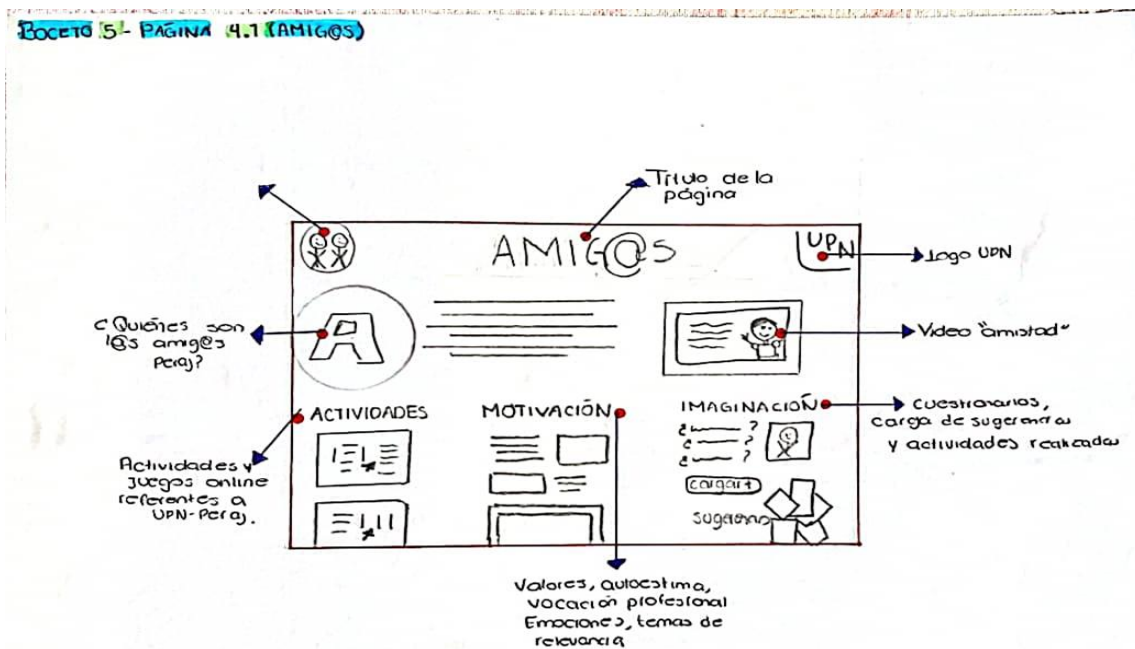 BOCETO 5 - PÁGINA 4.1 (AMIG@S)
Título de la
página
AMIG@S
UPN
Logo UPN
¿Quiénes son
l@s amig@s
Peraj?
A
Video "amistad"
ACTIVIDADES
MOTIVACIÓN
IMAGINACIÓN
Cuestionarios,
carga de sugerencias
y actividades realizadas
¿ ?
¿ ?
¿ ?
Actividades y
juegos online
referentes a
UPN-Peraj.
cargar+
Valores, autoestima,
vocación profesional
Emociones, temas de
relevancia